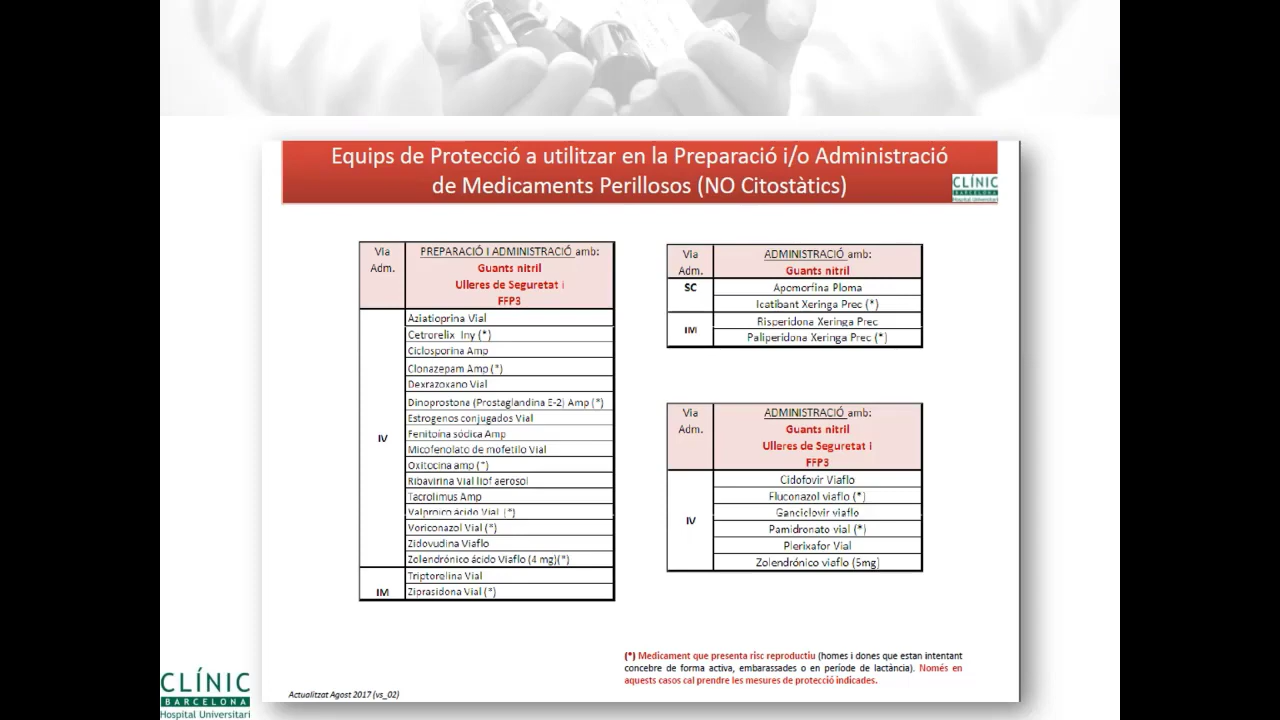 Equips de Protecció a utilitzar en la Preparació i/o Administració
de Medicaments Perillosos (NO Citostàtics)
CLÍNIC
BARCELONA
Hospital Universitari
Via
Adm.
PREPARACIÓ I ADMINISTRACIÓ amb:
Guants nitril
Ulleres de Seguretat i
FFP3
IV
Aziatioprina Vial
Cetrorelix Iny (*)
Ciclosporina Amp
Clonazepam Amp (*)
Dexrazoxano Vial
Dinoprostona (Prostaglandina E-2) Amp (*)
Estrogenos conjugados Vial
Fenitoina sódica Amp
Micofenolato de mofetilo Vial
Oxitocina amp (*)
Ribavirina Vial liof aerosol
Tacrolimus Amp
Valproico ácido Vial (*)
Voriconazol Vial (*)
Zidovudina Viaflo
Zolendrónico ácido Viaflo (4 mg)(*)
IM
Triptorelina Vial
Ziprasidona Vial (*)
Via
Adm.
ADMINISTRACIÓ amb:
Guants nitril
SC
Apomorfina Ploma
Icatibant Xeringa Prec (*)
IM
Risperidona Xeringa Prec
Paliperidona Xeringa Prec (*)
Via
Adm.
ADMINISTRACIÓ amb:
Guants nitril
Ulleres de Seguretat i
FFP3
IV
Cidofovir Viaflo
Fluconazol viaflo (*)
Ganciclovir viaflo
Pamidronato vial (*)
Plerixafor Vial
Zolendrónico viaflo (5mg)
(*) Medicament que presenta risc reproductiu (homes i dones que estan intentant
concebre de forma activa, embarassades o en període de lactància). Només en
aquests casos cal prendre les mesures de protecció indicades.
Actualitzat Agost 2017 (vs_02)
CLÍNIC
BARCELONA
Hospital Universitari